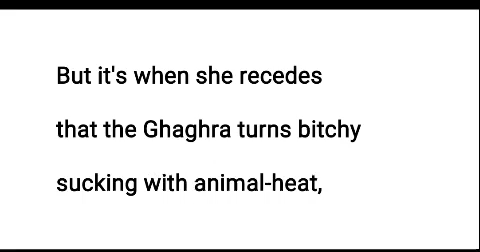 But it's when she recedes
that the Ghaghra turns bitchy
sucking with animal-heat,